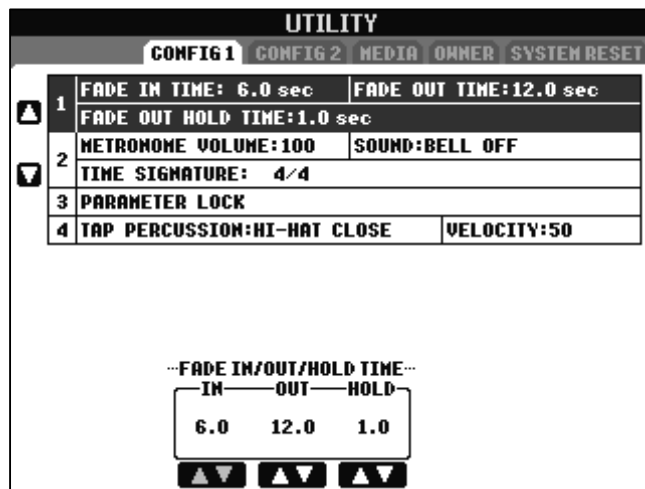 UTILITY
CONFIG 1 CONFIG 2 MEDIA OWNER SYSTEM RESET
1 FADE IN TIME: 6.0 sec FADE OUT TIME:12.0 sec
FADE OUT HOLD TIME:1.0 sec
2 METRONOME VOLUME:100 SOUND:BELL OFF
TIME SIGNATURE: 4/4
3 PARAMETER LOCK
4 TAP PERCUSSION:HI-HAT CLOSE VELOCITY:50
FADE IN/OUT/HOLD TIME
IN OUT HOLD
6.0 12.0 1.0